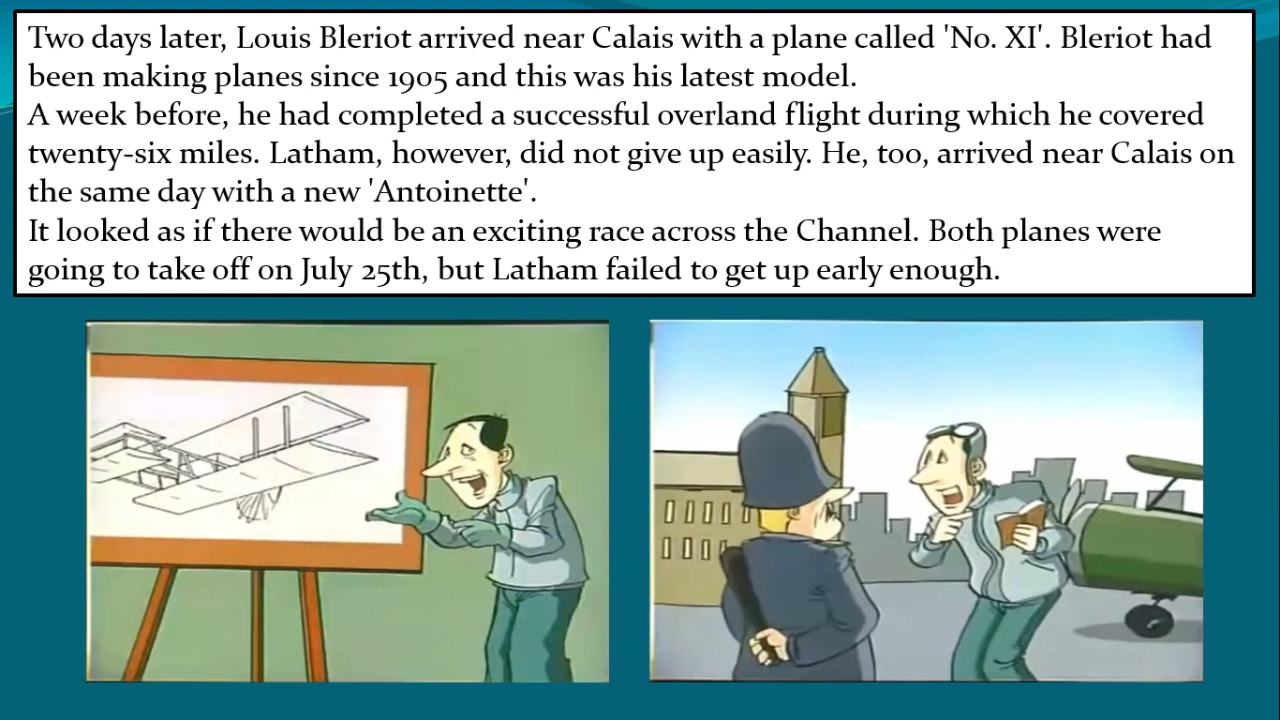 Two days later, Louis Bleriot arrived near Calais with a plane called 'No. XI'. Bleriot had
been making planes since 1905 and this was his latest model.
A week before, he had completed a successful overland flight during which he covered
twenty-six miles. Latham, however, did not give up easily. He, too, arrived near Calais on
the same day with a new 'Antoinette'.
It looked as if there would be an exciting race across the Channel. Both planes were
going to take off on July 25th, but Latham failed to get up early enough.